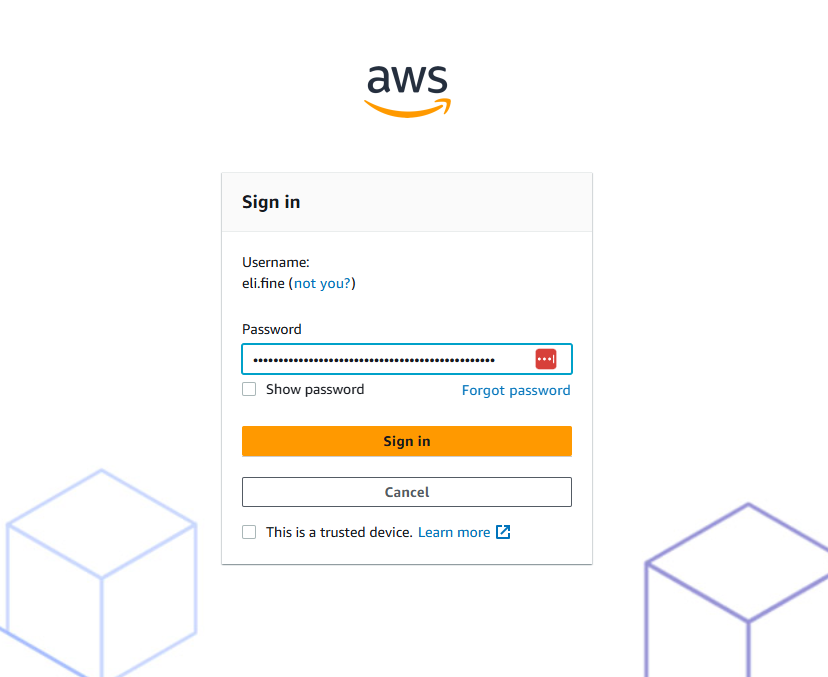 aws
Sign in
Username:
eli.fine (not you?)
Password
••••••••••••••••••••••••••••••••••••••••••••••••
Show password
Forgot password
Sign in
Cancel
This is a trusted device. Learn more